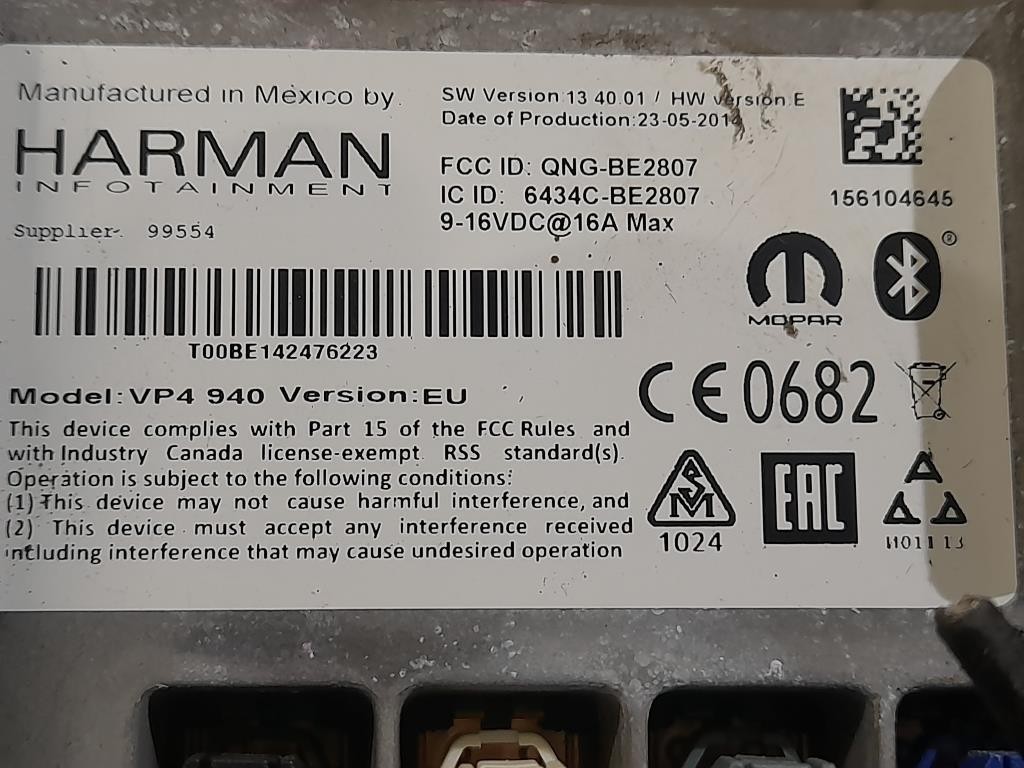 Manufactured in México by.
HARMAN
INFOTAINMENT
Supplier- 99554
SW Version:13 40.01 / HW version.E
Date of Production:23-05-2014
FCC ID: QNG-BE2807
IC ID: 6434C-BE2807
9-16VDC@16A Max
156104645
MOPAR
®
T00BE142476223
Model: VP4 940 Version:EU
This device complies with Part 15 of the FCC Rules and
with Industry Canada license-exempt RSS standard(s).
Operation is subject to the following conditions:
(1) This device may not cause harmful interference, and
(2) This device must accept any interference received
including interference that may cause undesired operation
CE 0682
SM
1024
EAC